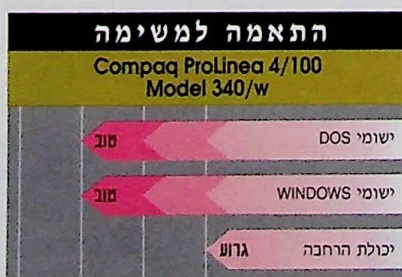 התאמה למשימה
Compaq ProLinea 4/100
Model 340/w
ישומי DOS טוב
ישומי WINDOWS טוב
יכולת הרחבה גרוע